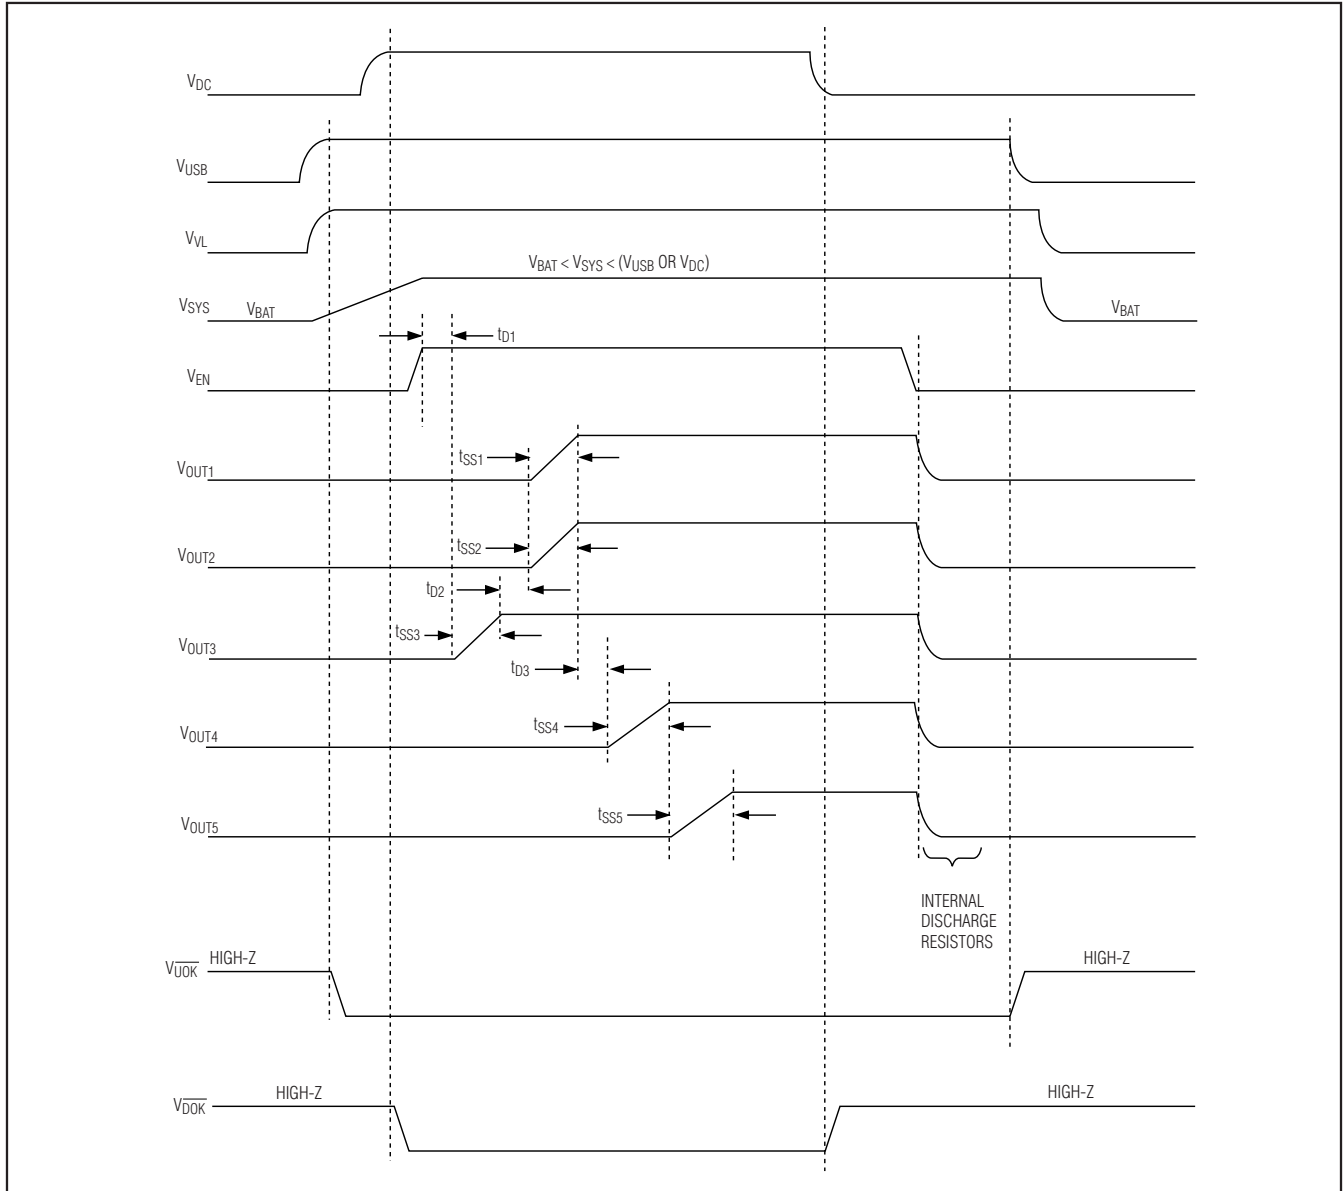 VDC
VUSB
VVL
VBAT < VSYS < (VUSB OR VDC)
VSYS VBAT VBAT
tD1
VEN
tSS1
VOUT1
tSS2
VOUT2
tD2
tSS3
VOUT3
tD3
tSS4
VOUT4
tSS5
VOUT5
INTERNAL
DISCHARGE
RESISTORS
VUOK HIGH-Z HIGH-Z
VDOK HIGH-Z HIGH-Z